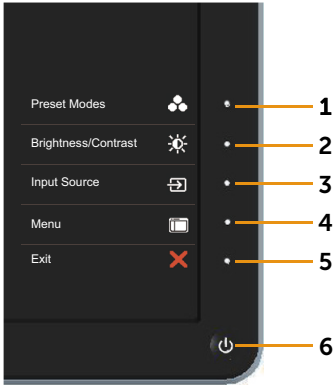 Preset Modes 1
Brightness/Contrast 2
Input Source 3
Menu 4
Exit 5
6